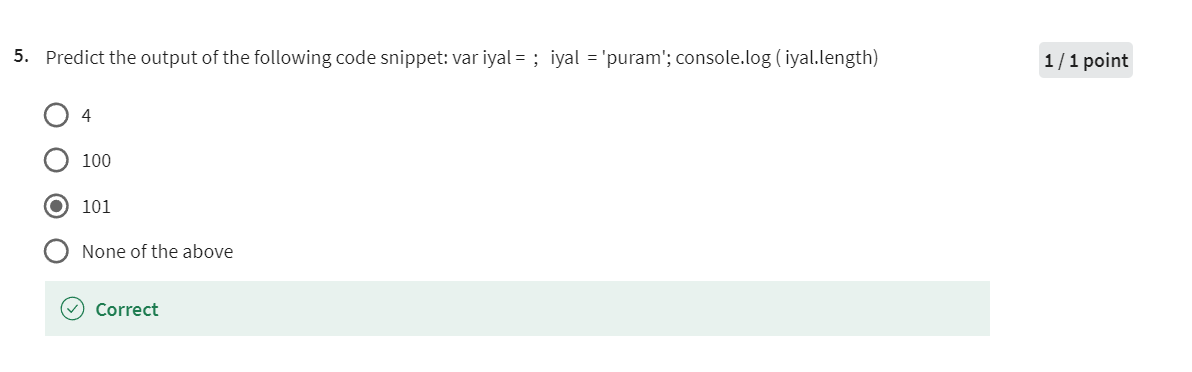 5. Predict the output of the following code snippet: var iyal = ; iyal = 'puram'; console.log ( iyal.length)
1 / 1 point
4
100
101
None of the above
Correct